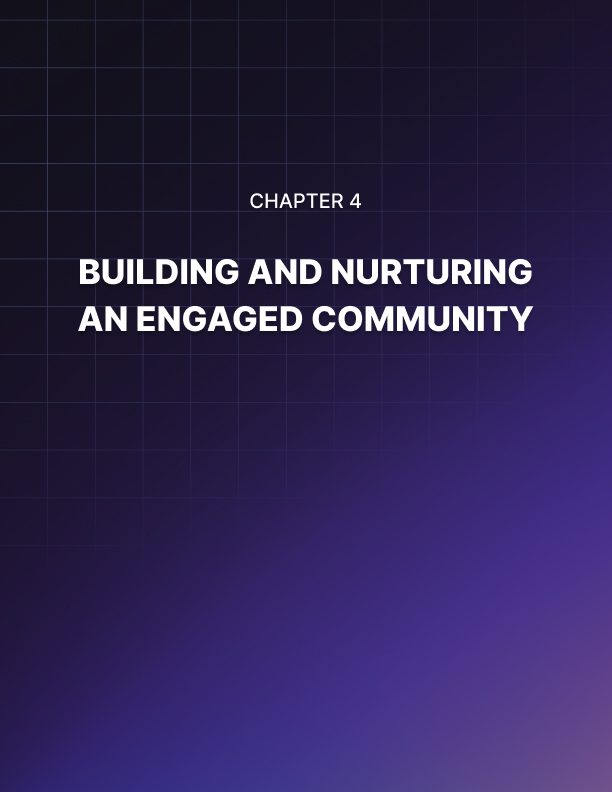 CHAPTER 4
BUILDING AND NURTURING
AN ENGAGED COMMUNITY